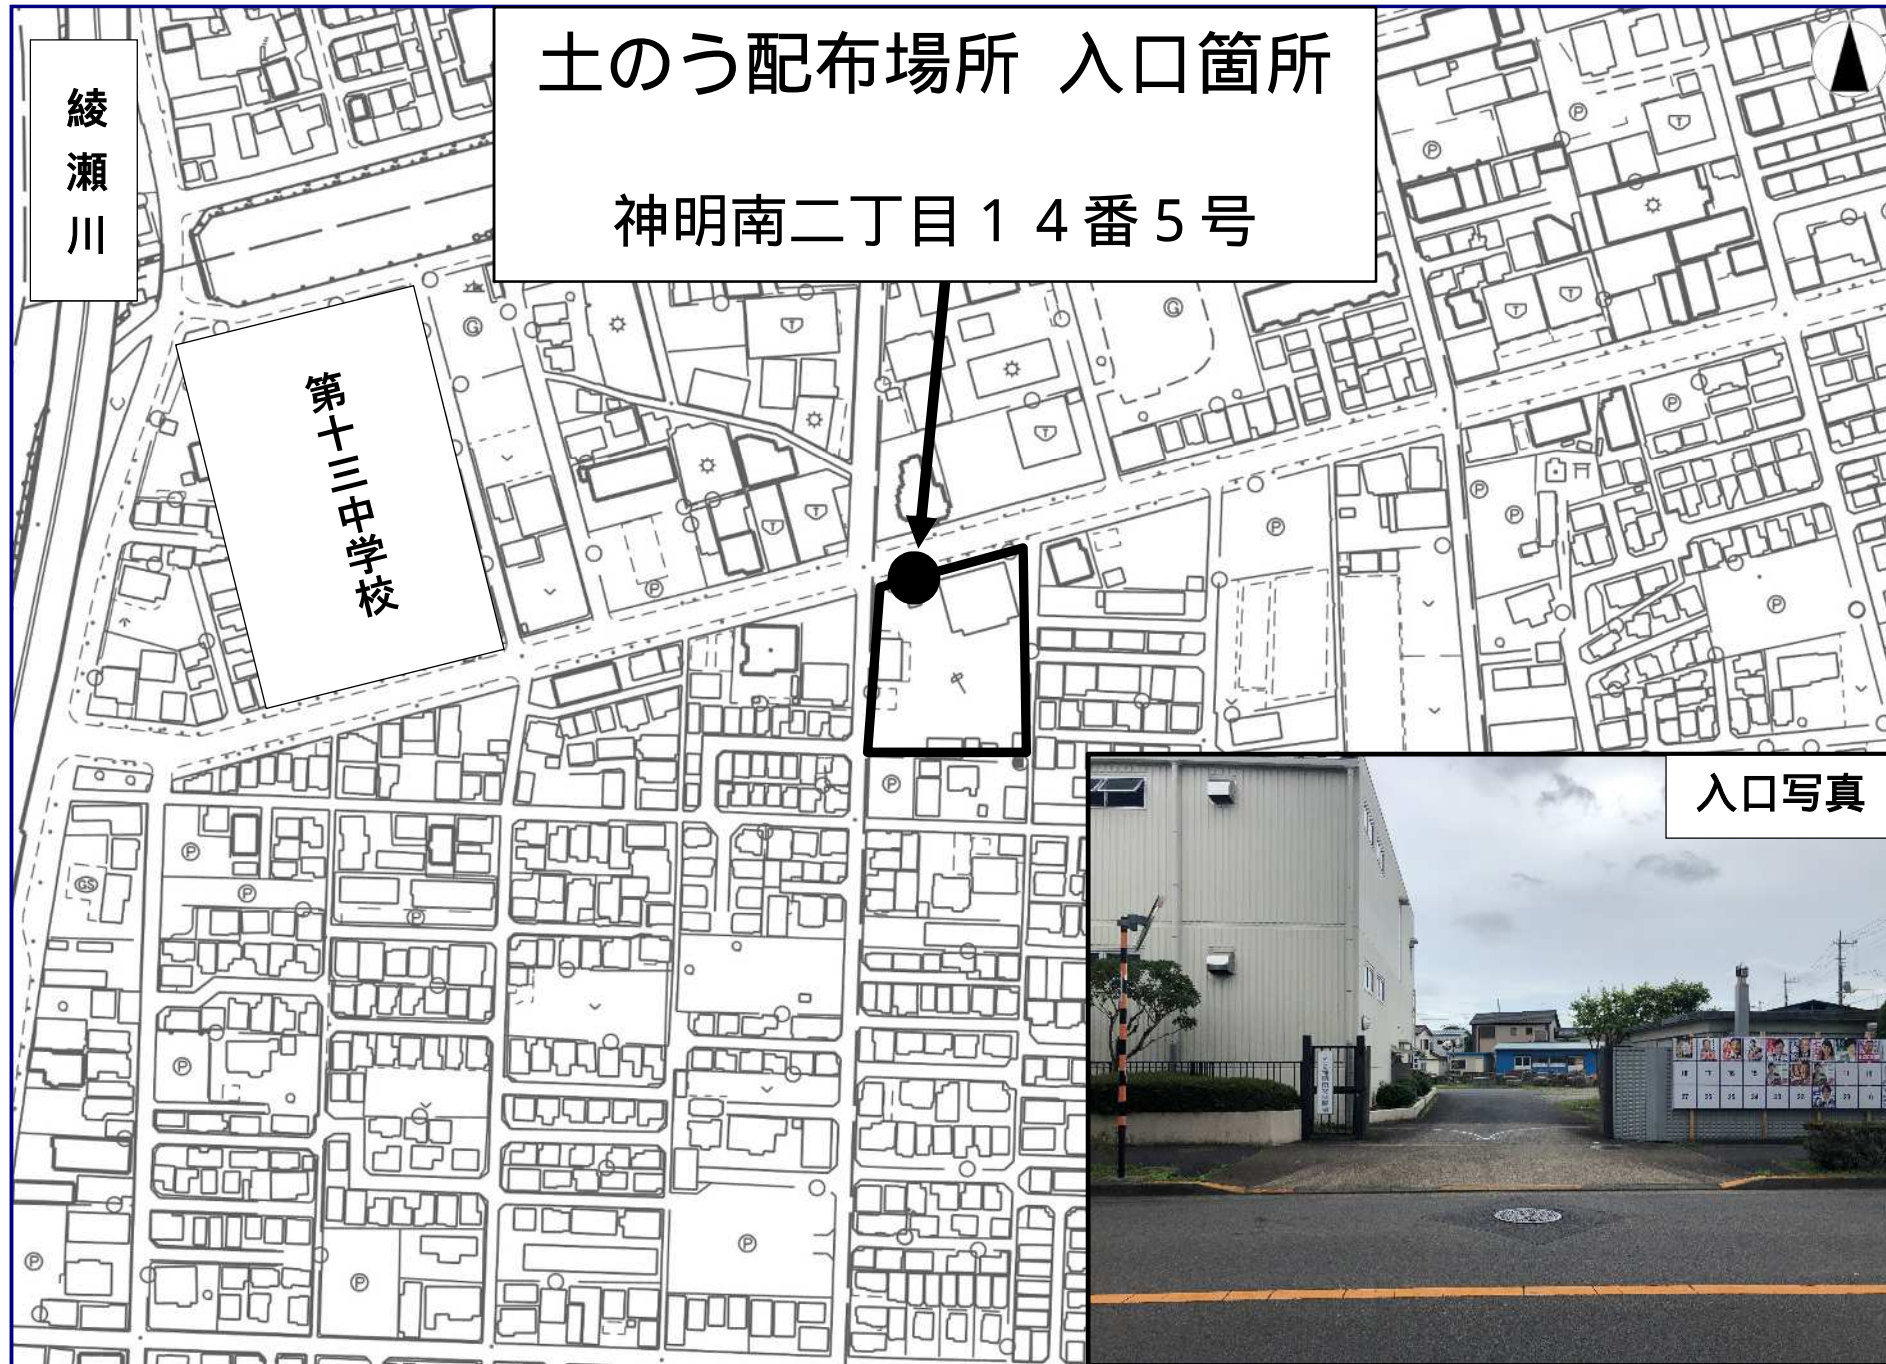 土のう配布場所 入口箇所
神明南二丁目14番5号
綾瀬川
第十三中学校
中
入口写真